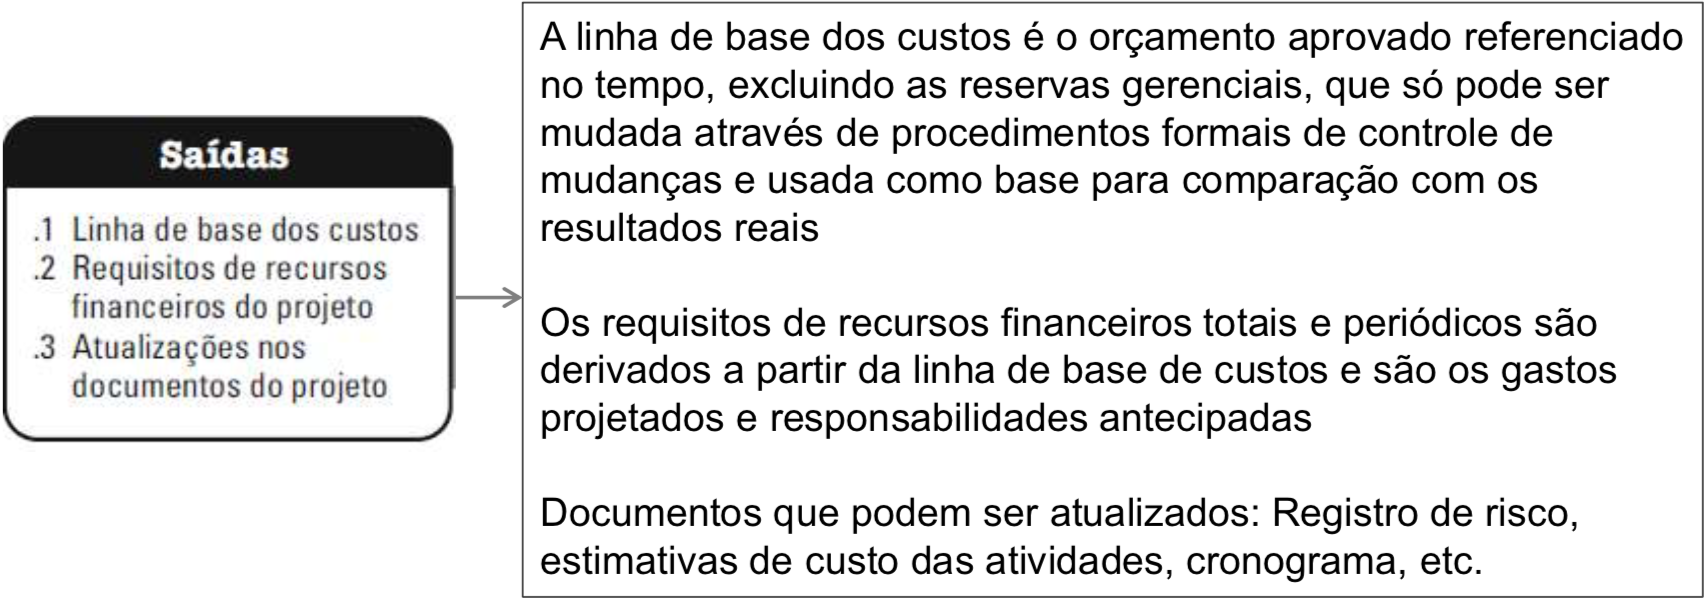 Saídas
.1 Linha de base dos custos
.2 Requisitos de recursos
financeiros do projeto
.3 Atualizações nos
documentos do projeto
A linha de base dos custos é o orçamento aprovado referenciado
no tempo, excluindo as reservas gerenciais, que só pode ser
mudada através de procedimentos formais de controle de
mudanças e usada como base para comparação com os
resultados reais
Os requisitos de recursos financeiros totais e periódicos são
derivados a partir da linha de base de custos e são os gastos
projetados e responsabilidades antecipadas
Documentos que podem ser atualizados: Registro de risco,
estimativas de custo das atividades, cronograma, etc.